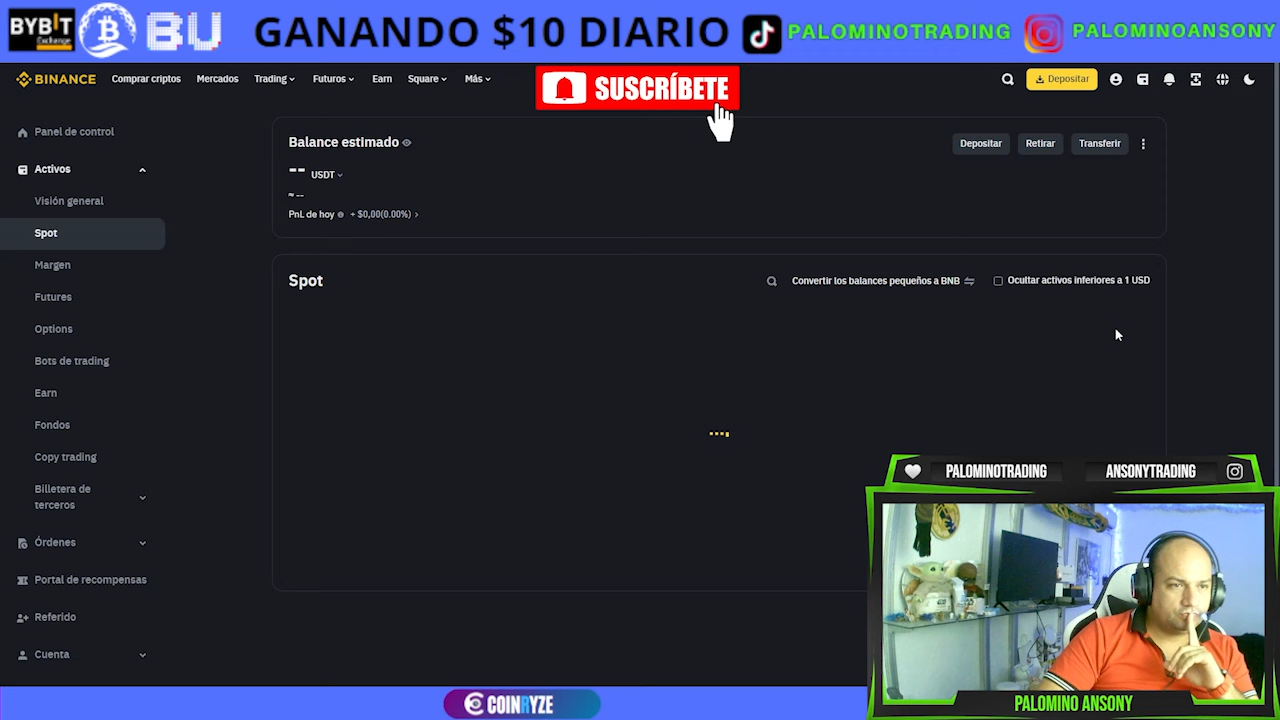 BYBIT
Exchange
BU
GANANDO $10 DIARIO
PALOMINOTRADING
PALOMINOANSONY
BINANCE
Comprar criptos
Mercados
Trading
Futuros
Earn
Square
Más
SUSCRÍBETE
Depositar
Panel de control
Activos
Visión general
Spot
Margen
Futures
Options
Bots de trading
Earn
Fondos
Copy trading
Billetera de
terceros
Órdenes
Portal de recompensas
Referido
Cuenta
Balance estimado
Depositar
Retirar
Transferir
-- USDT
≈ --
PnL de hoy + $0,00(0.00%)
Spot
Convertir los balances pequeños a BNB
Ocultar activos inferiores a 1 USD
PALOMINOTRADING
ANSONYTRADING
PALOMINO ANSONY
COINRYZE